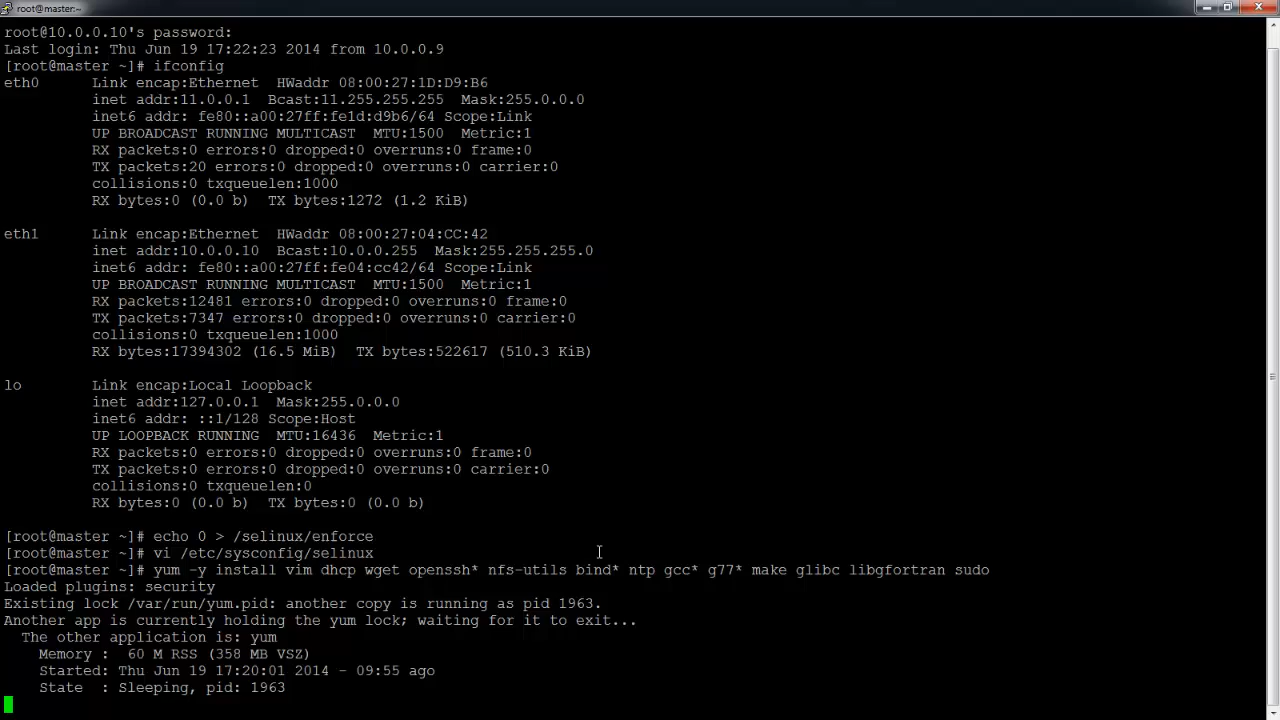 root@master:~
root@10.0.0.10's password:
Last login: Thu Jun 19 17:22:23 2014 from 10.0.0.9
[root@master ~]# ifconfig
eth0      Link encap:Ethernet  HWaddr 08:00:27:1D:D9:B6
          inet addr:11.0.0.1  Bcast:11.255.255.255  Mask:255.0.0.0
          inet6 addr: fe80::a00:27ff:fe1d:d9b6/64 Scope:Link
          UP BROADCAST RUNNING MULTICAST  MTU:1500  Metric:1
          RX packets:0 errors:0 dropped:0 overruns:0 frame:0
          TX packets:20 errors:0 dropped:0 overruns:0 carrier:0
          collisions:0 txqueuelen:1000
          RX bytes:0 (0.0 b)  TX bytes:1272 (1.2 KiB)
eth1      Link encap:Ethernet  HWaddr 08:00:27:04:CC:42
          inet addr:10.0.0.10  Bcast:10.0.0.255  Mask:255.255.255.0
          inet6 addr: fe80::a00:27ff:fe04:cc42/64 Scope:Link
          UP BROADCAST RUNNING MULTICAST  MTU:1500  Metric:1
          RX packets:12481 errors:0 dropped:0 overruns:0 frame:0
          TX packets:7347 errors:0 dropped:0 overruns:0 carrier:0
          collisions:0 txqueuelen:1000
          RX bytes:17394302 (16.5 MiB)  TX bytes:522617 (510.3 KiB)
lo        Link encap:Local Loopback
          inet addr:127.0.0.1  Mask:255.0.0.0
          inet6 addr: ::1/128 Scope:Host
          UP LOOPBACK RUNNING  MTU:16436  Metric:1
          RX packets:0 errors:0 dropped:0 overruns:0 frame:0
          TX packets:0 errors:0 dropped:0 overruns:0 carrier:0
          collisions:0 txqueuelen:0
          RX bytes:0 (0.0 b)  TX bytes:0 (0.0 b)
[root@master ~]# echo 0 > /selinux/enforce
[root@master ~]# vi /etc/sysconfig/selinux
[root@master ~]# yum -y install vim dhcp wget openssh* nfs-utils bind* ntp gcc* g77* make glibc libgfortran sudo
Loaded plugins: security
Existing lock /var/run/yum.pid: another copy is running as pid 1963.
Another app is currently holding the yum lock; waiting for it to exit...
  The other application is: yum
    Memory :  60 M RSS (358 MB VSZ)
    Started: Thu Jun 19 17:20:01 2014 - 09:55 ago
    State  : Sleeping, pid: 1963